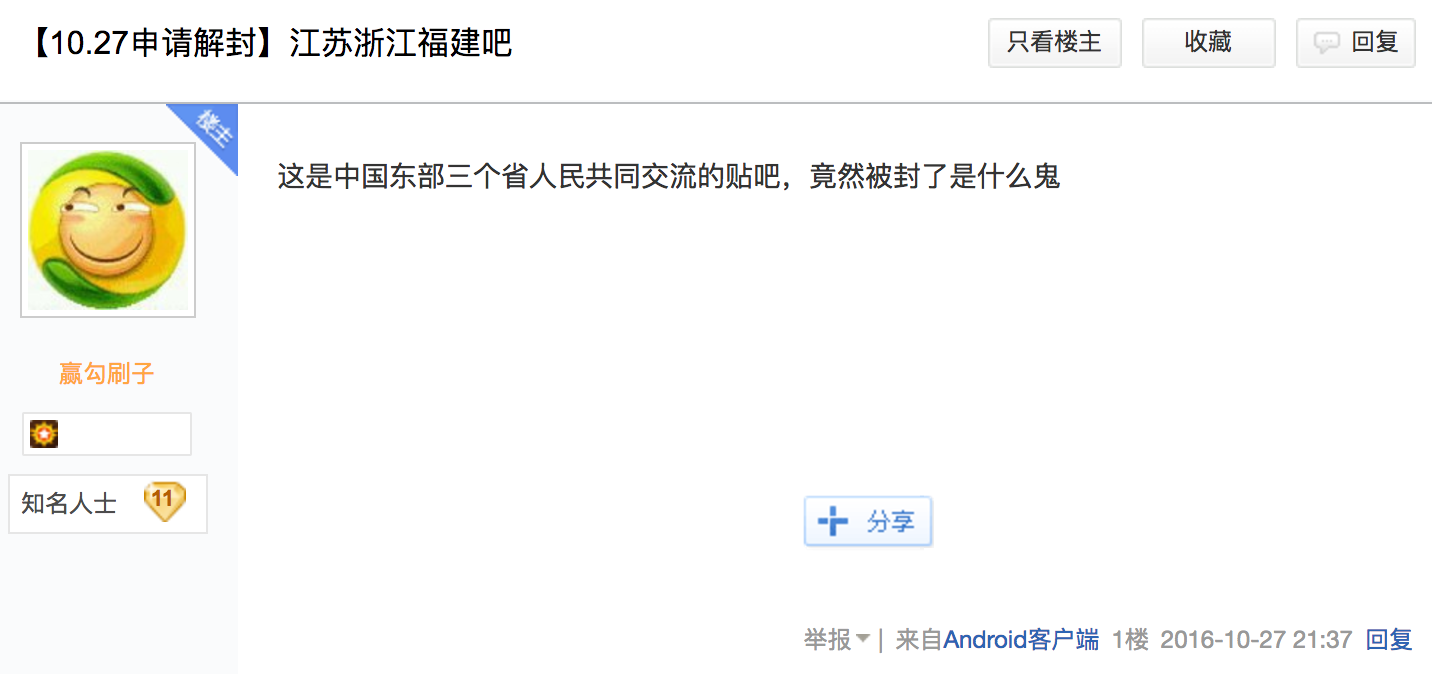 【10.27申请解封】江苏浙江福建吧
只看楼主
收藏
回复
楼主
这是中国东部三个省人民共同交流的贴吧，竟然被封了是什么鬼
赢勾刷子
知名人士 11
分享
举报 | 来自Android客户端 1楼 2016-10-27 21:37 回复